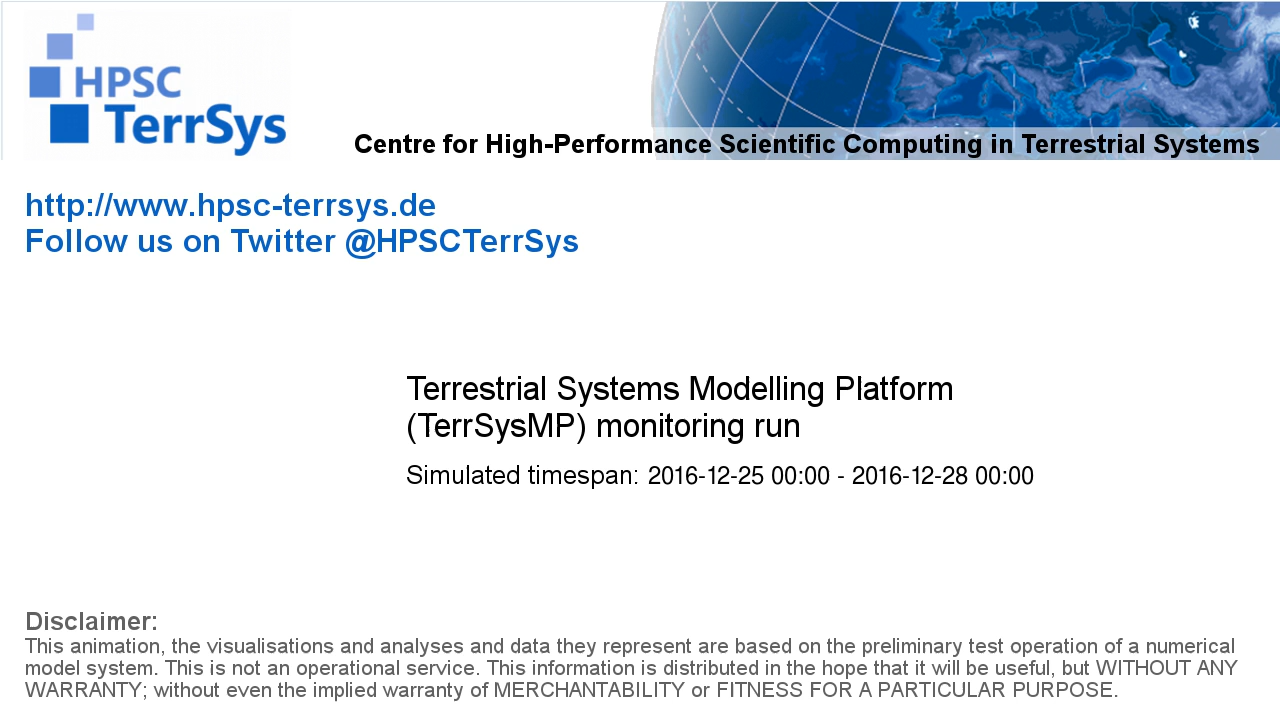 HPSC
TerrSys
Centre for High-Performance Scientific Computing in Terrestrial Systems
http://www.hpsc-terrsys.de
Follow us on Twitter @HPSCTerrSys
Terrestrial Systems Modelling Platform
(TerrSysMP) monitoring run
Simulated timespan: 2016-12-25 00:00 - 2016-12-28 00:00
Disclaimer:
This animation, the visualisations and analyses and data they represent are based on the preliminary test operation of a numerical
model system. This is not an operational service. This information is distributed in the hope that it will be useful, but WITHOUT ANY
WARRANTY; without even the implied warranty of MERCHANTABILITY or FITNESS FOR A PARTICULAR PURPOSE.